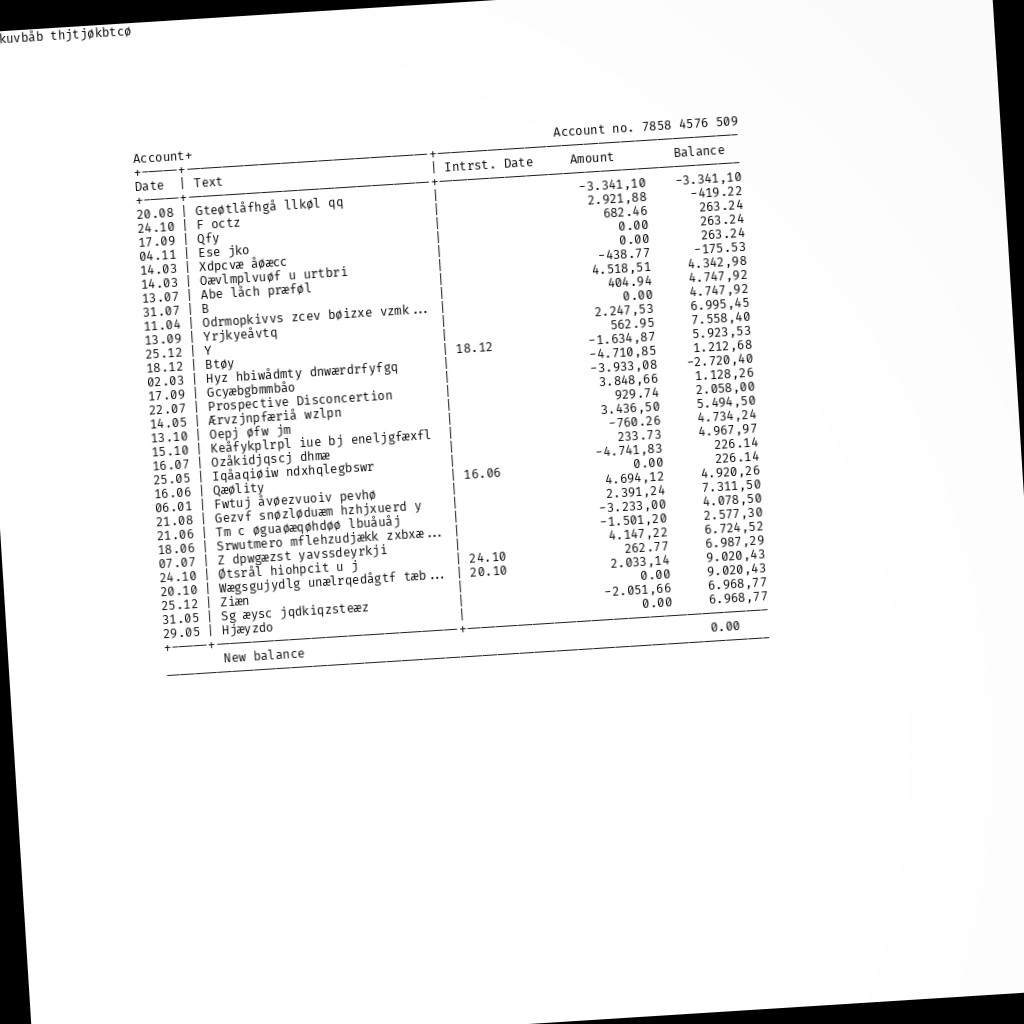 kuvbåb thjtjøkbtcø
Account no. 7858 4576 509
Account+
Date | Text | Intrst. Date Amount Balance
20.08 | Gteøtlåfhgå llkøl qq | -3.341,10 -3.341,10
24.10 | F octz | 2.921,88 -419.22
17.09 | Qfy | 682.46 263.24
04.11 | Ese jko | 0.00 263.24
14.03 | Xdpcvæ åøæcc | 0.00 263.24
14.03 | Oævlmplvuøf u urtbri | -438.77 -175.53
13.07 | Abe låch præføl | 4.518,51 4.342,98
31.07 | B | 404.94 4.747,92
11.04 | Odrmopkivvs zcev bøizxe vzmk... | 0.00 4.747,92
13.09 | Yrjkyeåvtq | 2.247,53 6.995,45
25.12 | Y | 562.95 7.558,40
18.12 | Btøy | 18.12 -1.634,87 5.923,53
02.03 | Hyz hbiwådmty dnwærdrfyfgq | -4.710,85 1.212,68
17.09 | Gcyæbgbmmbåo | -3.933,08 -2.720,40
22.07 | Prospective Disconcertion | 3.848,66 1.128,26
14.05 | Ærvzjnpfæriå wzlpn | 929.74 2.058,00
13.10 | Oepj øfw jm | 3.436,50 5.494,50
15.10 | Keåfykplrpl iue bj eneljgfæxfl | -760.26 4.734,24
16.07 | Ozåkidjqscj dhmæ | 233.73 4.967,97
25.05 | Iqåaqiøiw ndxhqlegbswr | -4.741,83 226.14
16.06 | Qæølity | 16.06 0.00 226.14
06.01 | Fwtuj åvøezvuoiv pevhø | 4.694,12 4.920,26
21.08 | Gezvf snøzløduæm hzhjxuerd y | 2.391,24 7.311,50
21.06 | Tm c øguaøæqøhdøø lbuåuåj | -3.233,00 4.078,50
18.06 | Srwutmero mflehzudjækk zxbxæ... | -1.501,20 2.577,30
07.07 | Z dpwgæzst yavssdeyrkji | 4.147,22 6.724,52
24.10 | Øtsrål hiohpcit u j | 24.10 262.77 6.987,29
20.10 | Wægsgujydlg unælrqedågtf tæb... | 20.10 2.033,14 9.020,43
25.12 | Ziæn | 0.00 9.020,43
31.05 | Sg æysc jqdkiqzsteæz | -2.051,66 6.968,77
29.05 | Hjæyzdo | 0.00 6.968,77
New balance 0.00